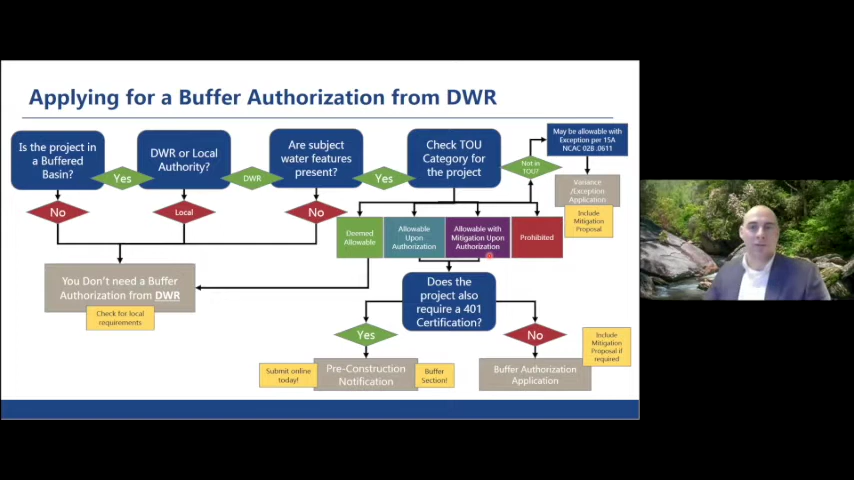 Applying for a Buffer Authorization from DWR
Is the project in
a Buffered
Basin?
Yes
DWR or Local
Authority?
DWR
Are subject
water features
present?
Yes
Check TOU
Category for
the project
Not in
TOU?
May be allowable with
Exception per 15A
NCAC 02B .0611
Variance
/Exception
Application
Include
Mitigation
Proposal
No
Local
No
Deemed
Allowable
Allowable
Upon
Authorization
Allowable with
Mitigation Upon
Authorization
Prohibited
You Don't need a Buffer
Authorization from DWR
Check for local
requirements
Does the
project also
require a 401
Certification?
Yes
No
Include
Mitigation
Proposal if
required
Submit online
today!
Pre-Construction
Notification
Buffer
Section!
Buffer Authorization
Application